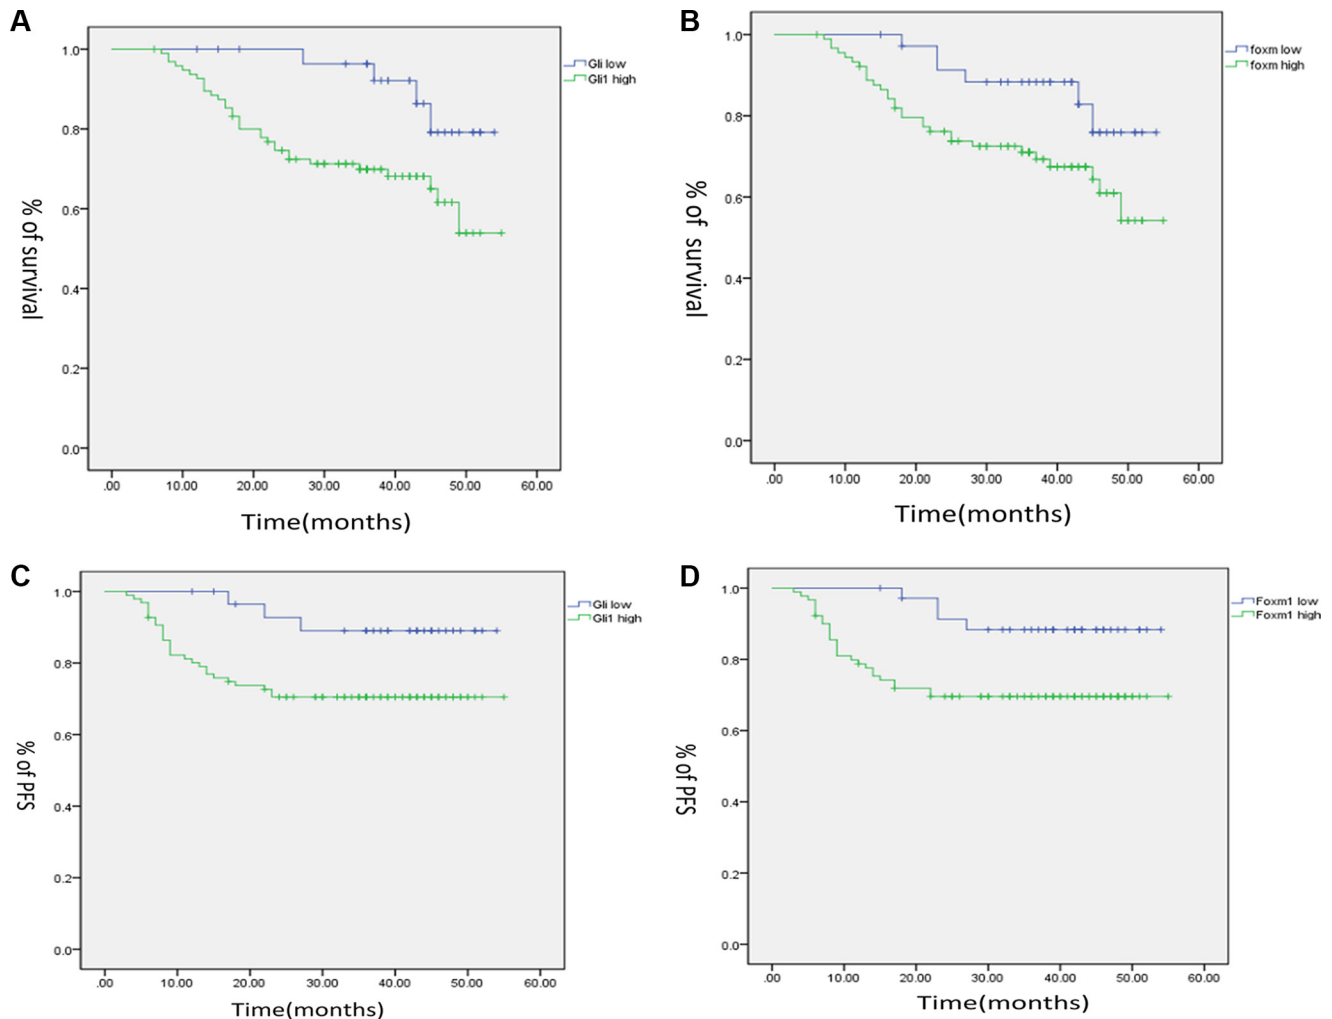 A
1.0
0.8
0.6
0.4
0.2
0.0
% of survival
.00 10.00 20.00 30.00 40.00 50.00 60.00
Time(months)
Gli low
Gli1 high
B
1.0
0.8
0.6
0.4
0.2
0.0
% of survival
.00 10.00 20.00 30.00 40.00 50.00 60.00
Time(months)
foxm low
foxm high
C
1.0
0.8
0.6
0.4
0.2
0.0
% of PFS
.00 10.00 20.00 30.00 40.00 50.00 60.00
Time(months)
Gli low
Gli1 high
D
1.0
0.8
0.6
0.4
0.2
0.0
% of PFS
.00 10.00 20.00 30.00 40.00 50.00 60.00
Time(months)
Foxm1 low
Foxm1 high